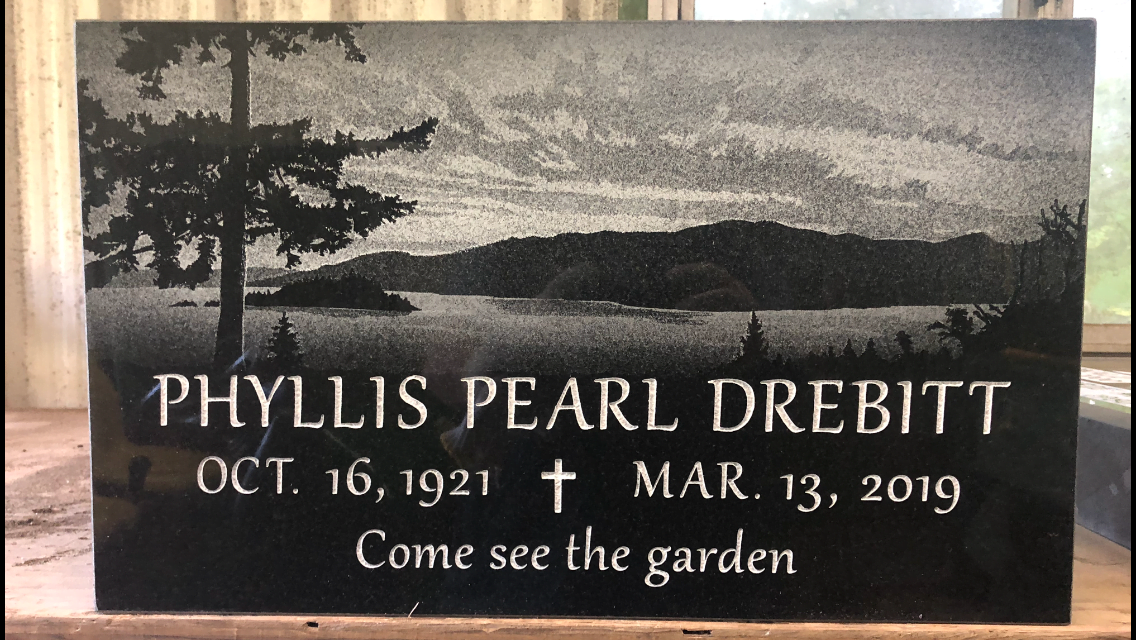 PHYLLIS PEARL DREBITT
OCT. 16, 1921 ✝ MAR. 13, 2019
Come see the garden